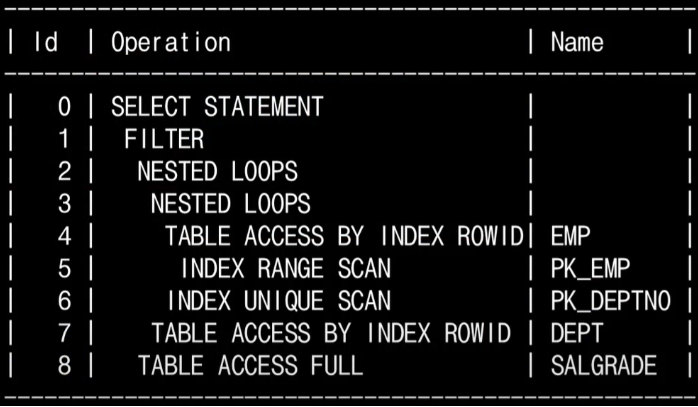 ---------------------------------------------------------
| Id  | Operation                      | Name     |
---------------------------------------------------------
|   0 | SELECT STATEMENT               |          |
|   1 |  FILTER                        |          |
|   2 |   NESTED LOOPS                 |          |
|   3 |    NESTED LOOPS                |          |
|   4 |     TABLE ACCESS BY INDEX ROWID| EMP      |
|   5 |      INDEX RANGE SCAN          | PK_EMP   |
|   6 |     INDEX UNIQUE SCAN          | PK_DEPTNO |
|   7 |    TABLE ACCESS BY INDEX ROWID | DEPT     |
|   8 |   TABLE ACCESS FULL            | SALGRADE |
---------------------------------------------------------